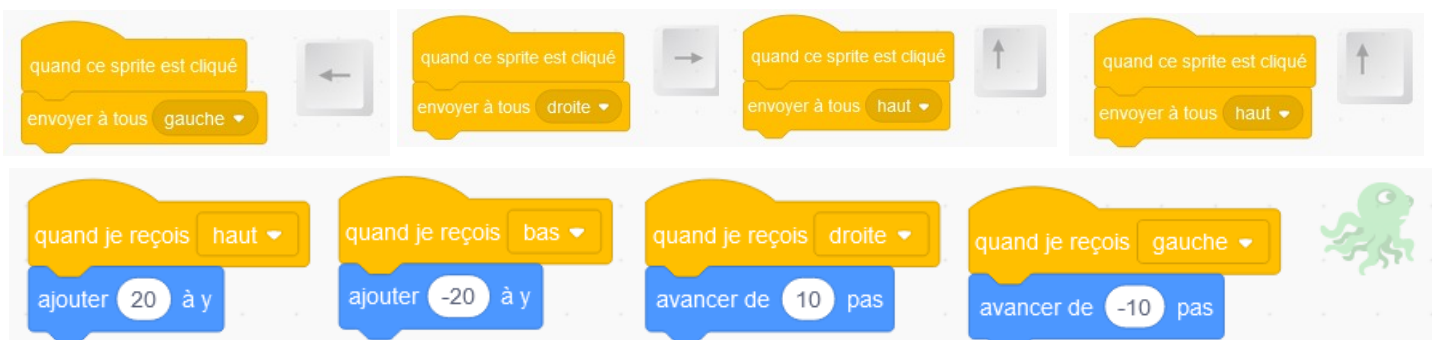 quand ce sprite est cliqué
envoyer à tous gauche
quand ce sprite est cliqué
envoyer à tous droite
quand ce sprite est cliqué
envoyer à tous haut
quand ce sprite est cliqué
envoyer à tous haut
quand je reçois haut
ajouter 20 à y
quand je reçois bas
ajouter -20 à y
quand je reçois droite
avancer de 10 pas
quand je reçois gauche
avancer de -10 pas